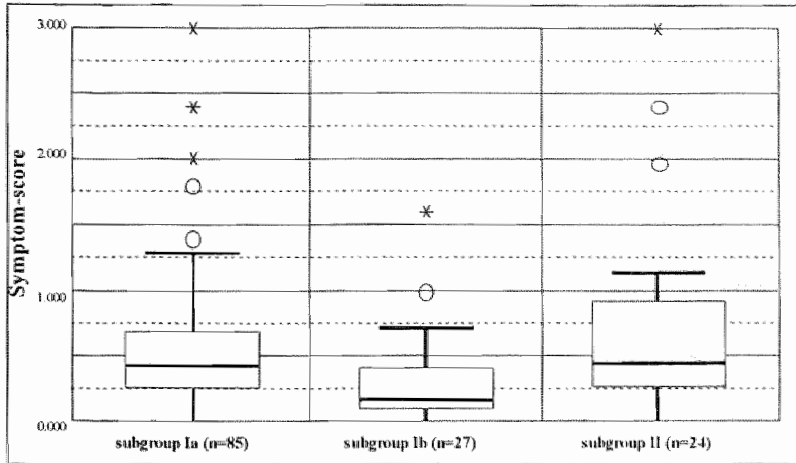 3.000
2.000
1.000
0.000
Symptom-score
subgroup Ia (n=85)
subgroup Ib (n=27)
subgroup II (n=24)